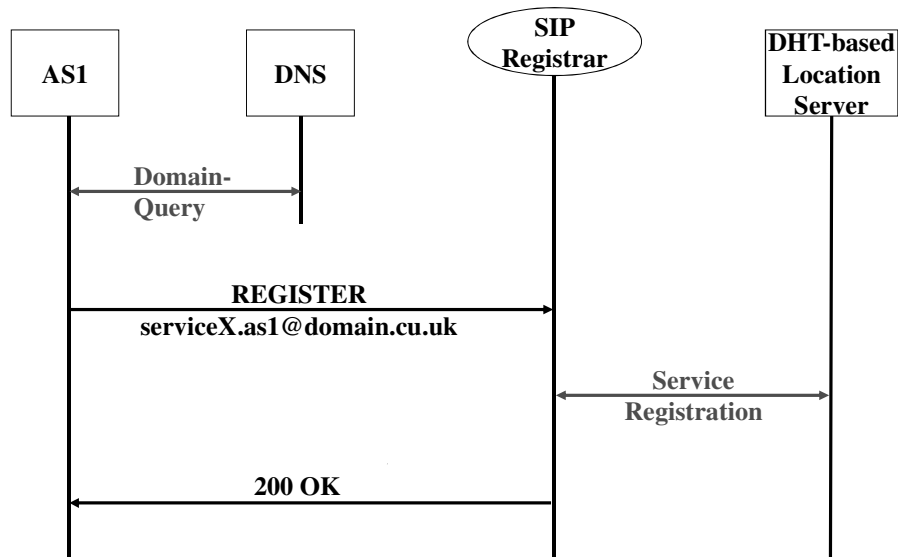 AS1
DNS
SIP
Registrar
DHT-based
Location
Server
Domain-
Query
REGISTER
serviceX.as1@domain.cu.uk
Service
Registration
200 OK